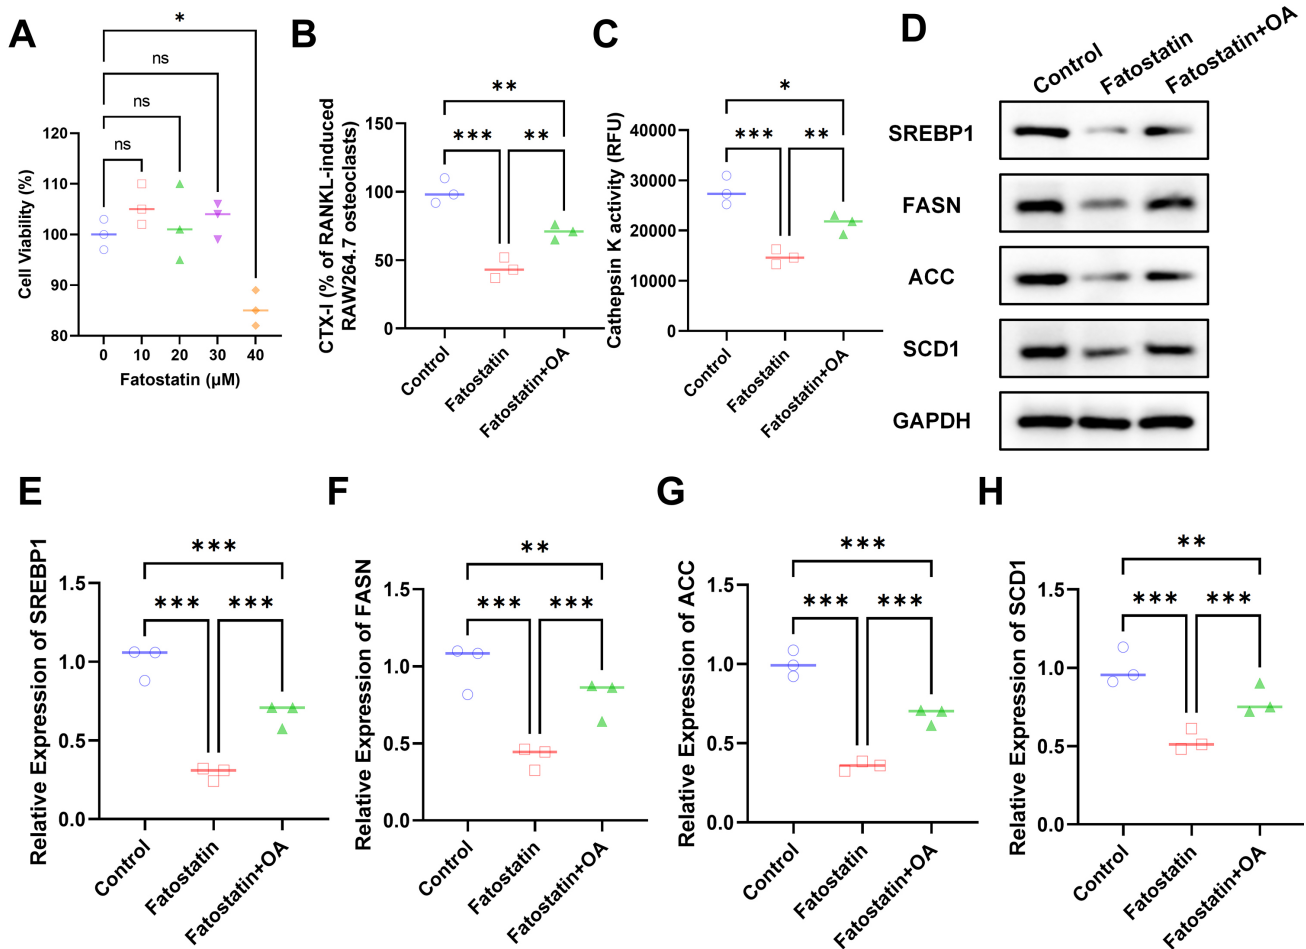 A
*
ns
ns
ns
Cell Viability (%)
120
110
100
90
80
0 10 20 30 40
Fatostatin (μM)
B
**
*** **
CTX-I (% of RANKL-induced
RAW264.7 osteoclasts)
150
100
50
0
Control
Fatostatin
Fatostatin+OA
C
*
*** **
Cathepsin K activity (RFU)
40000
30000
20000
10000
0
Control
Fatostatin
Fatostatin+OA
D
Control
Fatostatin
Fatostatin+OA
SREBP1
FASN
ACC
SCD1
GAPDH
E
***
*** ***
Relative Expression of SREBP1
1.5
1.0
0.5
0.0
Control
Fatostatin
Fatostatin+OA
F
**
*** ***
Relative Expression of FASN
1.5
1.0
0.5
0.0
Control
Fatostatin
Fatostatin+OA
G
***
*** ***
Relative Expression of ACC
1.5
1.0
0.5
0.0
Control
Fatostatin
Fatostatin+OA
H
**
*** ***
Relative Expression of SCD1
1.5
1.0
0.5
0.0
Control
Fatostatin
Fatostatin+OA